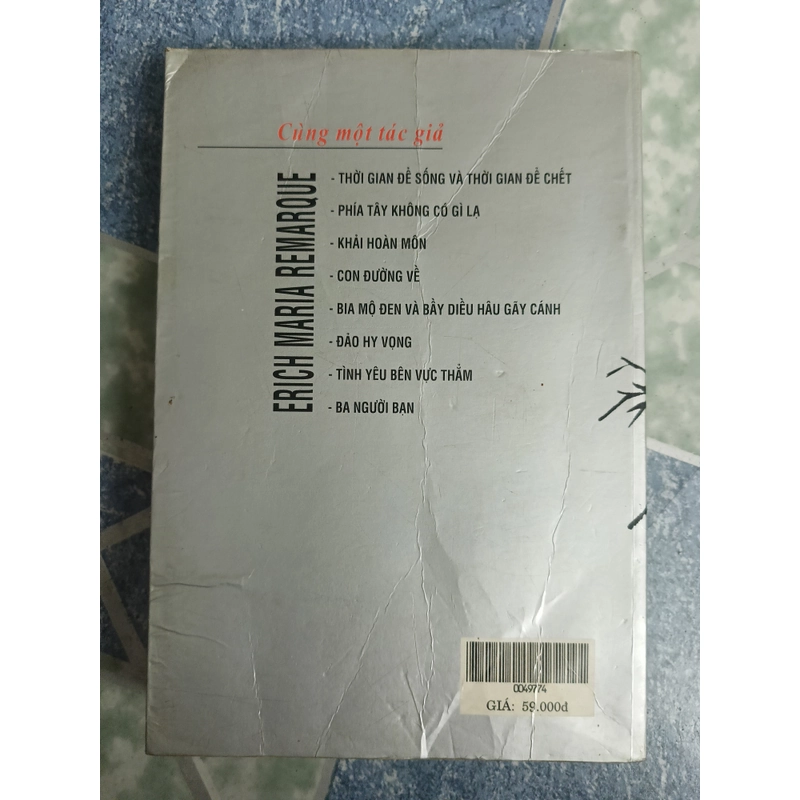 Cùng một tác giả
ERICH MARIA REMARQUE
- THỜI GIAN ĐỂ SỐNG VÀ THỜI GIAN ĐỂ CHẾT
- PHÍA TÂY KHÔNG CÓ GÌ LẠ
- KHẢI HOÀN MÔN
- CON ĐƯỜNG VỀ
- BIA MỘ ĐEN VÀ BẦY DIỀU HÂU GÃY CÁNH
- ĐẢO HY VỌNG
- TÌNH YÊU BÊN VỰC THẲM
- BA NGƯỜI BẠN
0049774
GIÁ: 59.000đ